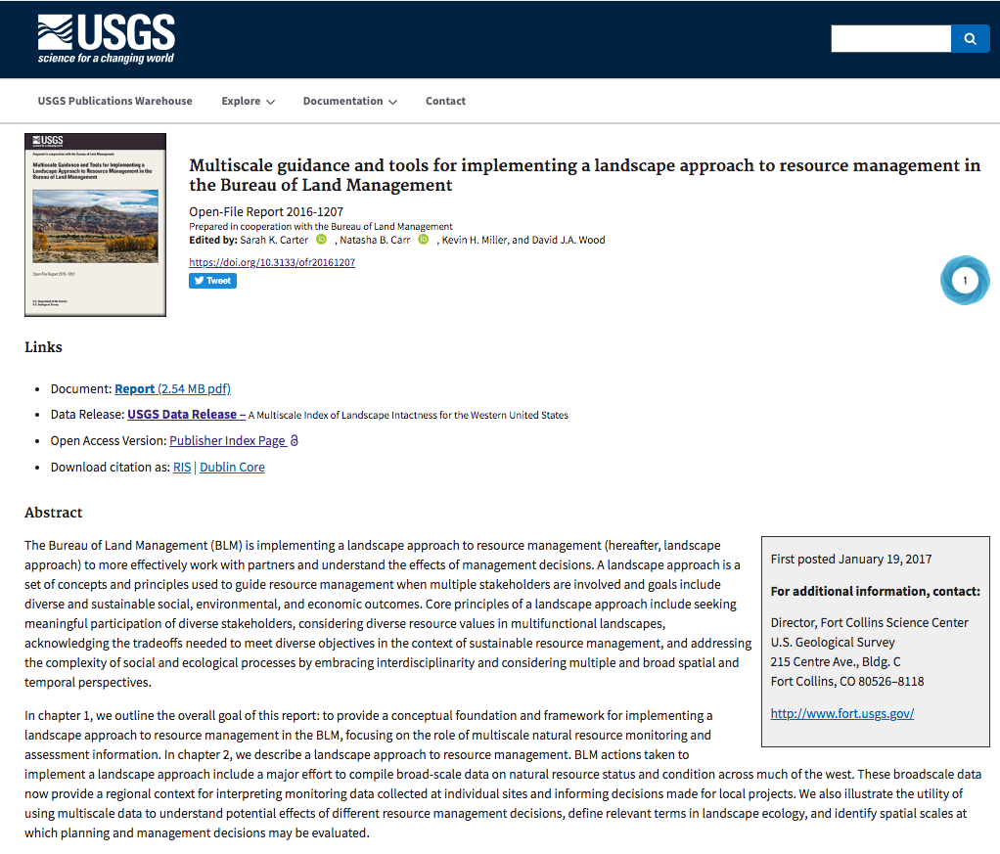 USGS
science for a changing world
USGS Publications Warehouse
Explore
Documentation
Contact
USGS
Prepared in cooperation with the Bureau of Land Management
Multiscale Guidance and Tools for Implementing a
Landscape Approach to Resource Management in the
Bureau of Land Management
Open-File Report 2016–1207
U.S. Department of the Interior
U.S. Geological Survey
Multiscale guidance and tools for implementing a landscape approach to resource management in
the Bureau of Land Management
Open-File Report 2016-1207
Prepared in cooperation with the Bureau of Land Management
Edited by: Sarah K. Carter iD , Natasha B. Carr iD , Kevin H. Miller, and David J.A. Wood
https://doi.org/10.3133/ofr20161207
Tweet
1
Links
• Document: Report (2.54 MB pdf)
• Data Release: USGS Data Release – A Multiscale Index of Landscape Intactness for the Western United States
• Open Access Version: Publisher Index Page
• Download citation as: RIS | Dublin Core
Abstract
The Bureau of Land Management (BLM) is implementing a landscape approach to resource management (hereafter, landscape
approach) to more effectively work with partners and understand the effects of management decisions. A landscape approach is a
set of concepts and principles used to guide resource management when multiple stakeholders are involved and goals include
diverse and sustainable social, environmental, and economic outcomes. Core principles of a landscape approach include seeking
meaningful participation of diverse stakeholders, considering diverse resource values in multifunctional landscapes,
acknowledging the tradeoffs needed to meet diverse objectives in the context of sustainable resource management, and addressing
the complexity of social and ecological processes by embracing interdisciplinarity and considering multiple and broad spatial and
temporal perspectives.
First posted January 19, 2017
For additional information, contact:
Director, Fort Collins Science Center
U.S. Geological Survey
215 Centre Ave., Bldg. C
Fort Collins, CO 80526–8118
http://www.fort.usgs.gov/
In chapter 1, we outline the overall goal of this report: to provide a conceptual foundation and framework for implementing a
landscape approach to resource management in the BLM, focusing on the role of multiscale natural resource monitoring and
assessment information. In chapter 2, we describe a landscape approach to resource management. BLM actions taken to
implement a landscape approach include a major effort to compile broad-scale data on natural resource status and condition across much of the west. These broadscale data
now provide a regional context for interpreting monitoring data collected at individual sites and informing decisions made for local projects. We also illustrate the utility of
using multiscale data to understand potential effects of different resource management decisions, define relevant terms in landscape ecology, and identify spatial scales at
which planning and management decisions may be evaluated.